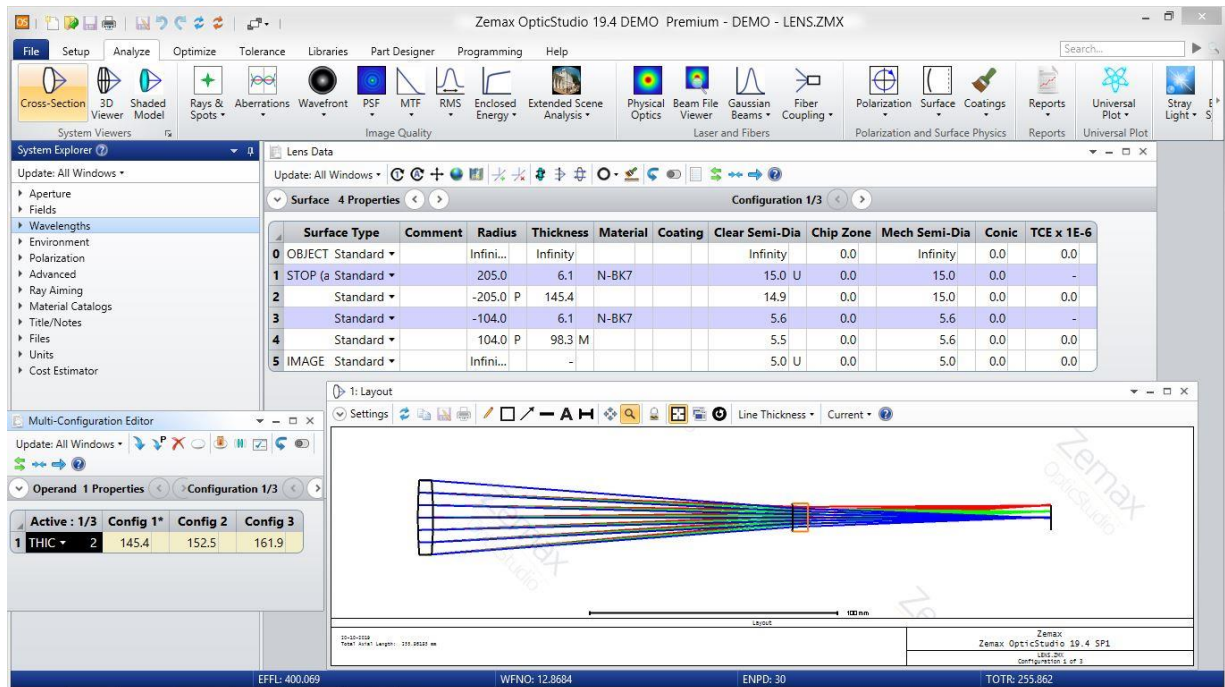 OS Zemax OpticStudio 19.4 DEMO Premium - DEMO - LENS.ZMX
File Setup Analyze Optimize Tolerance Libraries Part Designer Programming Help Search...
Cross-Section 3D Viewer Shaded Model Rays & Spots Aberrations Wavefront PSF MTF RMS Enclosed Energy Extended Scene Analysis Physical Optics Beam File Viewer Gaussian Beams Fiber Coupling Polarization Surface Coatings Reports Universal Plot Stray Light
System Viewers Image Quality Laser and Fibers Polarization and Surface Physics Reports Universal Plot
System Explorer
Update: All Windows
Aperture
Fields
Wavelengths
Environment
Polarization
Advanced
Ray Aiming
Material Catalogs
Title/Notes
Files
Units
Cost Estimator
Lens Data
Update: All Windows
Surface 4 Properties Configuration 1/3
Surface Type Comment Radius Thickness Material Coating Clear Semi-Dia Chip Zone Mech Semi-Dia Conic TCE x 1E-6
0 OBJECT Standard Infini... Infinity Infinity 0.0 Infinity 0.0 0.0
1 STOP (a Standard 205.0 6.1 N-BK7 15.0 U 0.0 15.0 0.0 -
2 Standard -205.0 P 145.4 14.9 0.0 15.0 0.0 0.0
3 Standard -104.0 6.1 N-BK7 5.6 0.0 5.6 0.0 -
4 Standard 104.0 P 98.3 M 5.5 0.0 5.6 0.0 0.0
5 IMAGE Standard Infini... - 5.0 U 0.0 5.0 0.0 0.0
Multi-Configuration Editor
Update: All Windows
Operand 1 Properties Configuration 1/3
Active : 1/3 Config 1* Config 2 Config 3
1 THIC 2 145.4 152.5 161.9
1: Layout
Settings Line Thickness Current
Zemax
OpticStudio
Zemax
Zemax
100 mm
Layout
Zemax
Zemax OpticStudio 19.4 SP1
LENS.ZMX
Configuration 1 of 3
EFFL: 400.069 WFNO: 12.8684 ENPD: 30 TOTR: 255.862